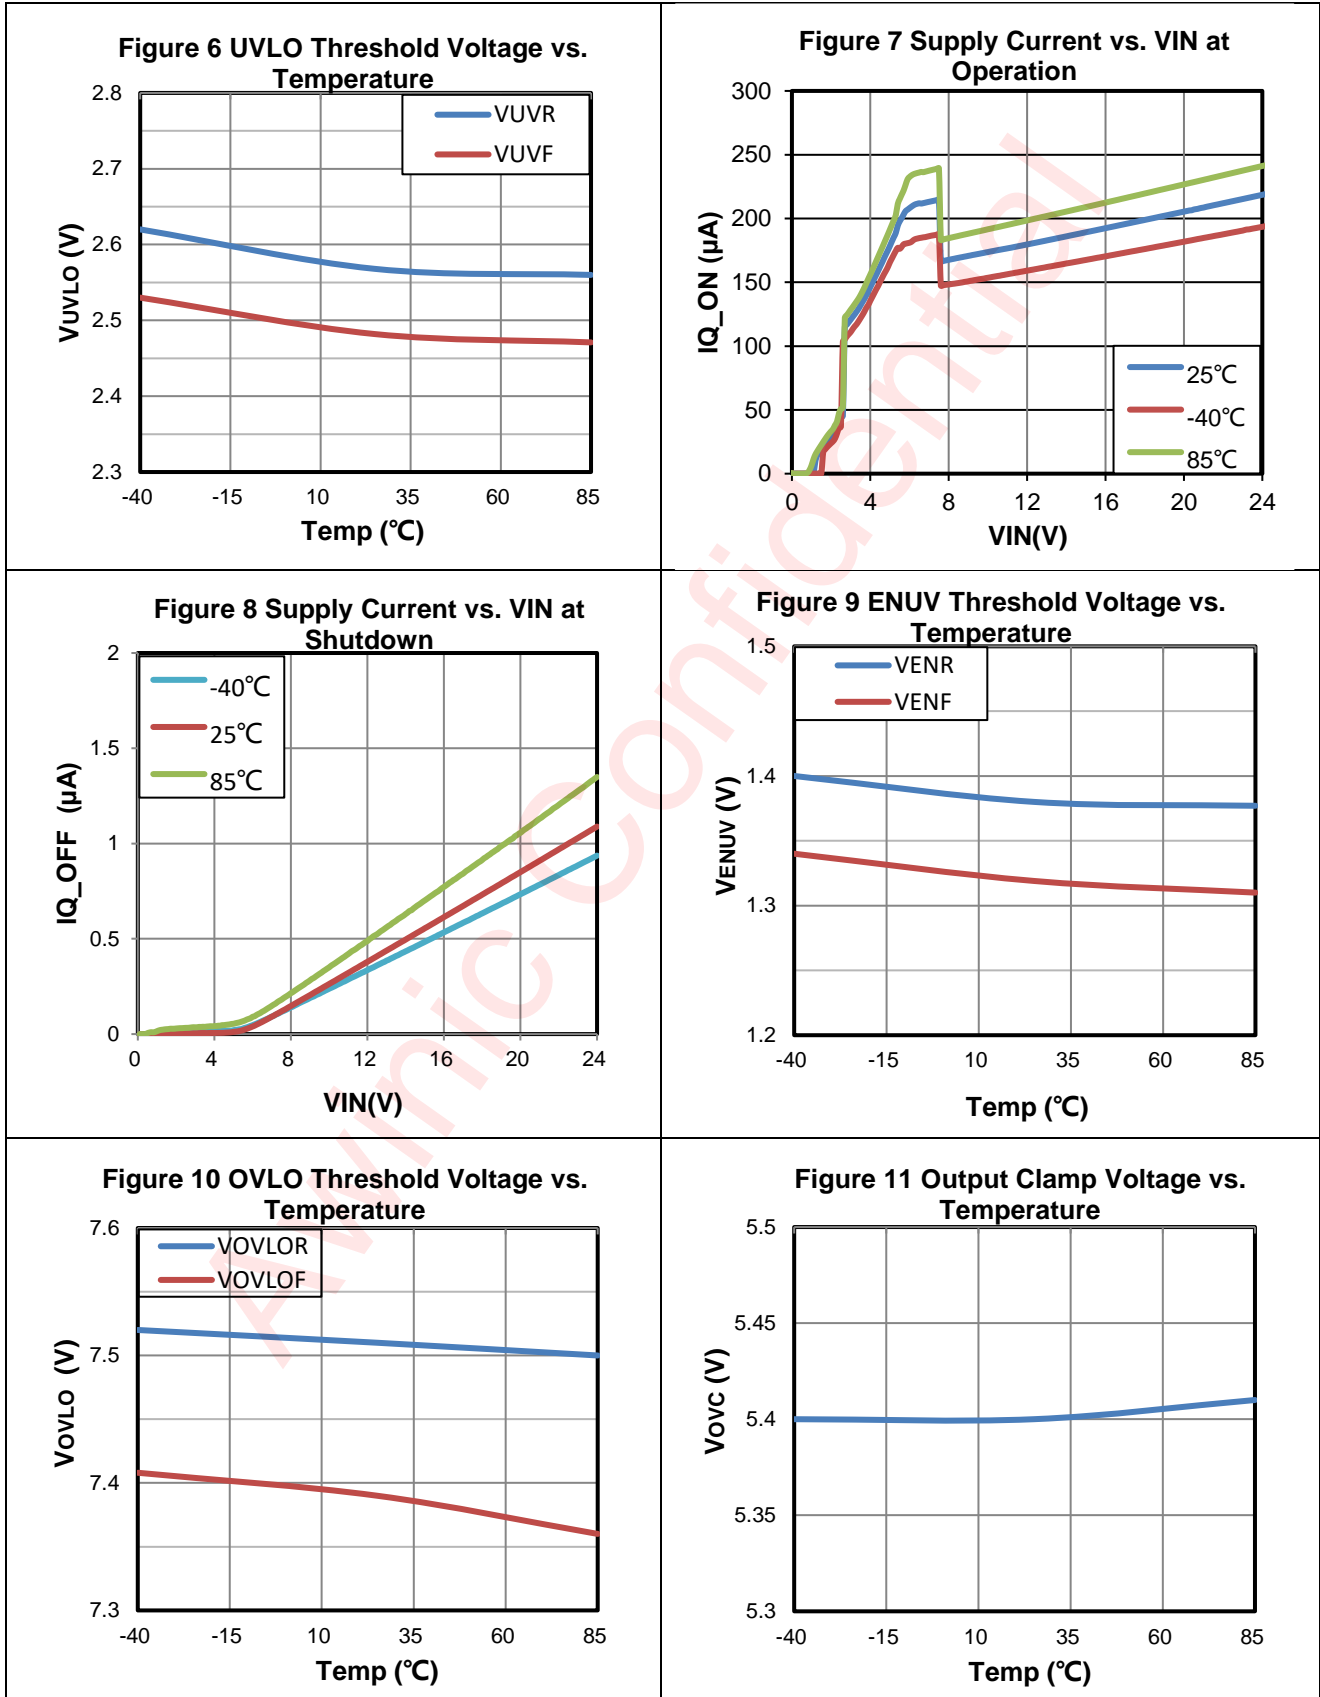 Figure 6 UVLO Threshold Voltage vs.
Temperature
2.8
2.7
2.6
2.5
2.4
2.3
VUVLO (V)
VUVR
VUVF
-40 -15 10 35 60 85
Temp (℃)
Figure 7 Supply Current vs. VIN at
Operation
300
250
200
150
100
50
0
IQ_ON (µA)
25℃
-40℃
85℃
0 4 8 12 16 20 24
VIN(V)
Figure 8 Supply Current vs. VIN at
Shutdown
2
1.5
1
0.5
0
IQ_OFF (µA)
-40℃
25℃
85℃
0 4 8 12 16 20 24
VIN(V)
Figure 9 ENUV Threshold Voltage vs.
Temperature
1.5
1.4
1.3
1.2
VENUV (V)
VENR
VENF
-40 -15 10 35 60 85
Temp (℃)
Figure 10 OVLO Threshold Voltage vs.
Temperature
7.6
7.5
7.4
7.3
VOVLO (V)
VOVLOR
VOVLOF
-40 -15 10 35 60 85
Temp (℃)
Figure 11 Output Clamp Voltage vs.
Temperature
5.5
5.45
5.4
5.35
5.3
VOVC (V)
-40 -15 10 35 60 85
Temp (℃)
Awinic Confidential